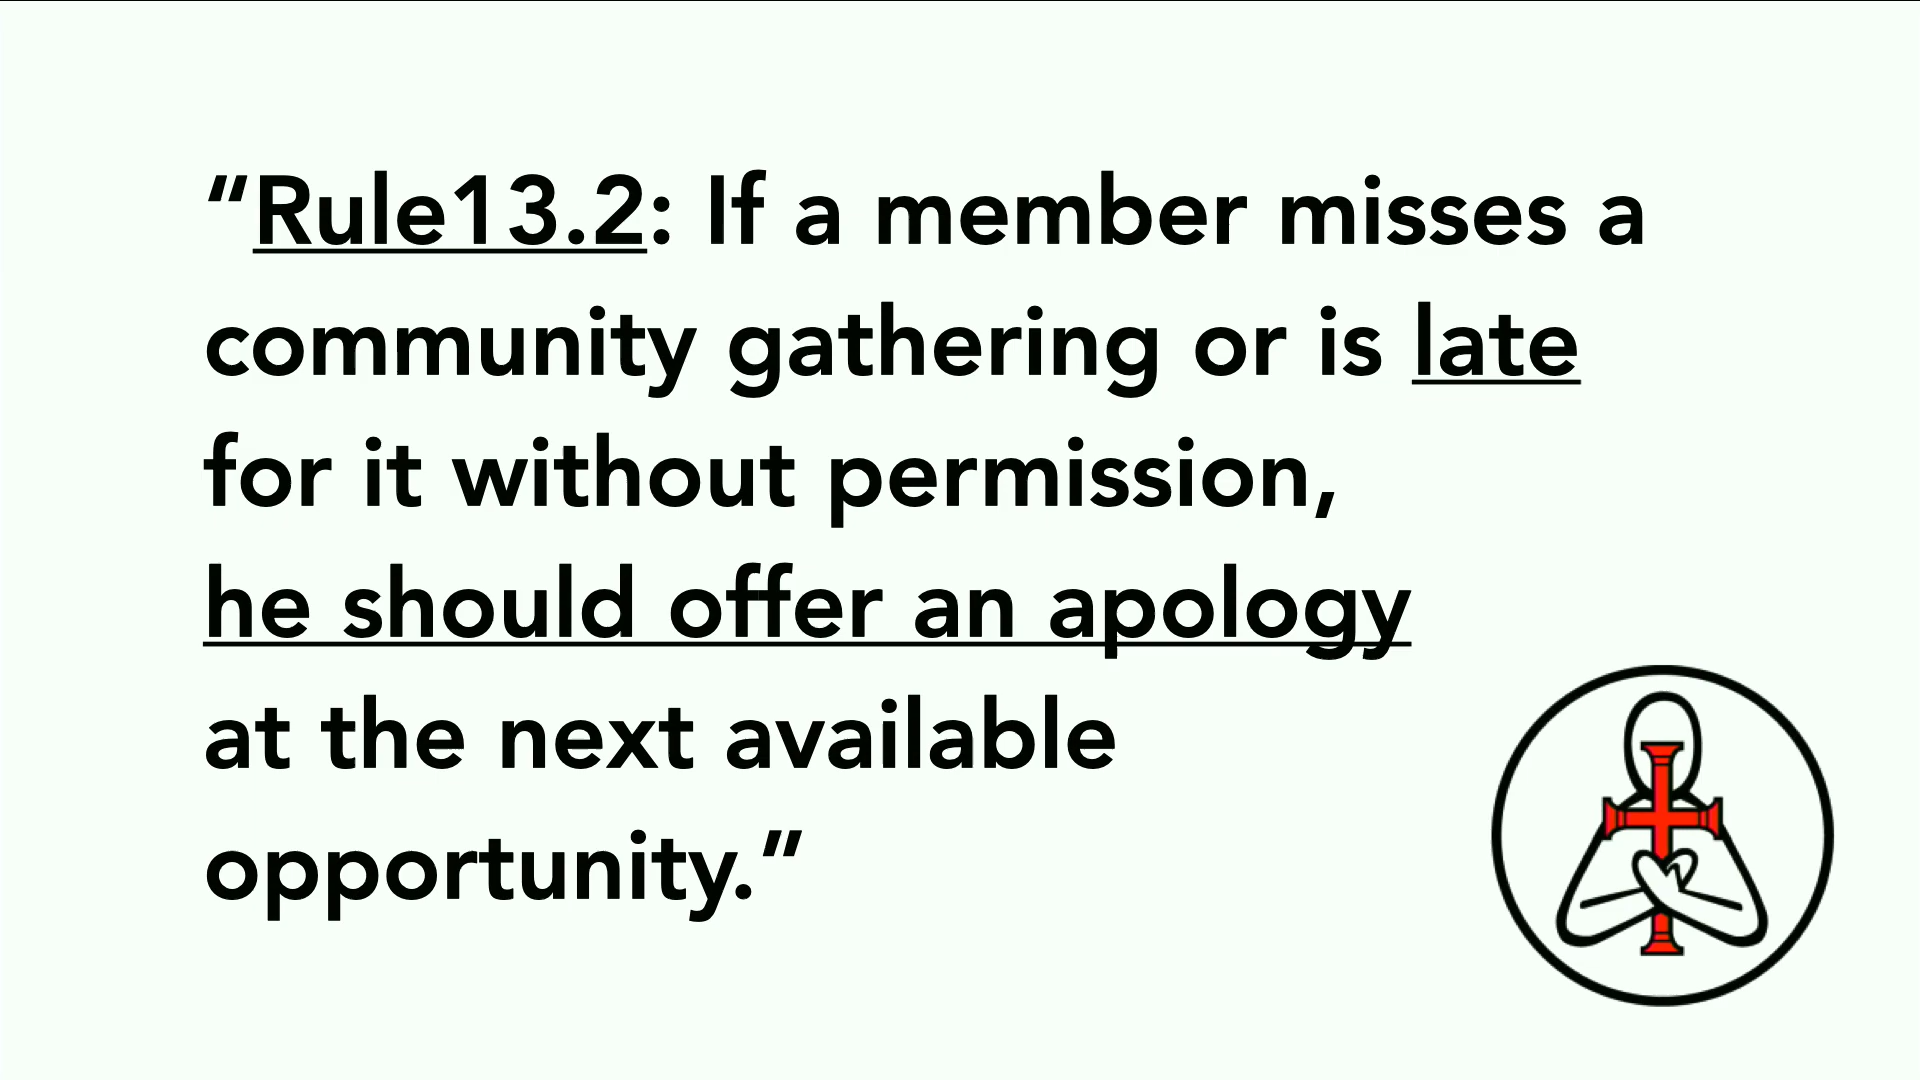 “Rule13.2: If a member misses a
community gathering or is late
for it without permission,
he should offer an apology
at the next available
opportunity.”